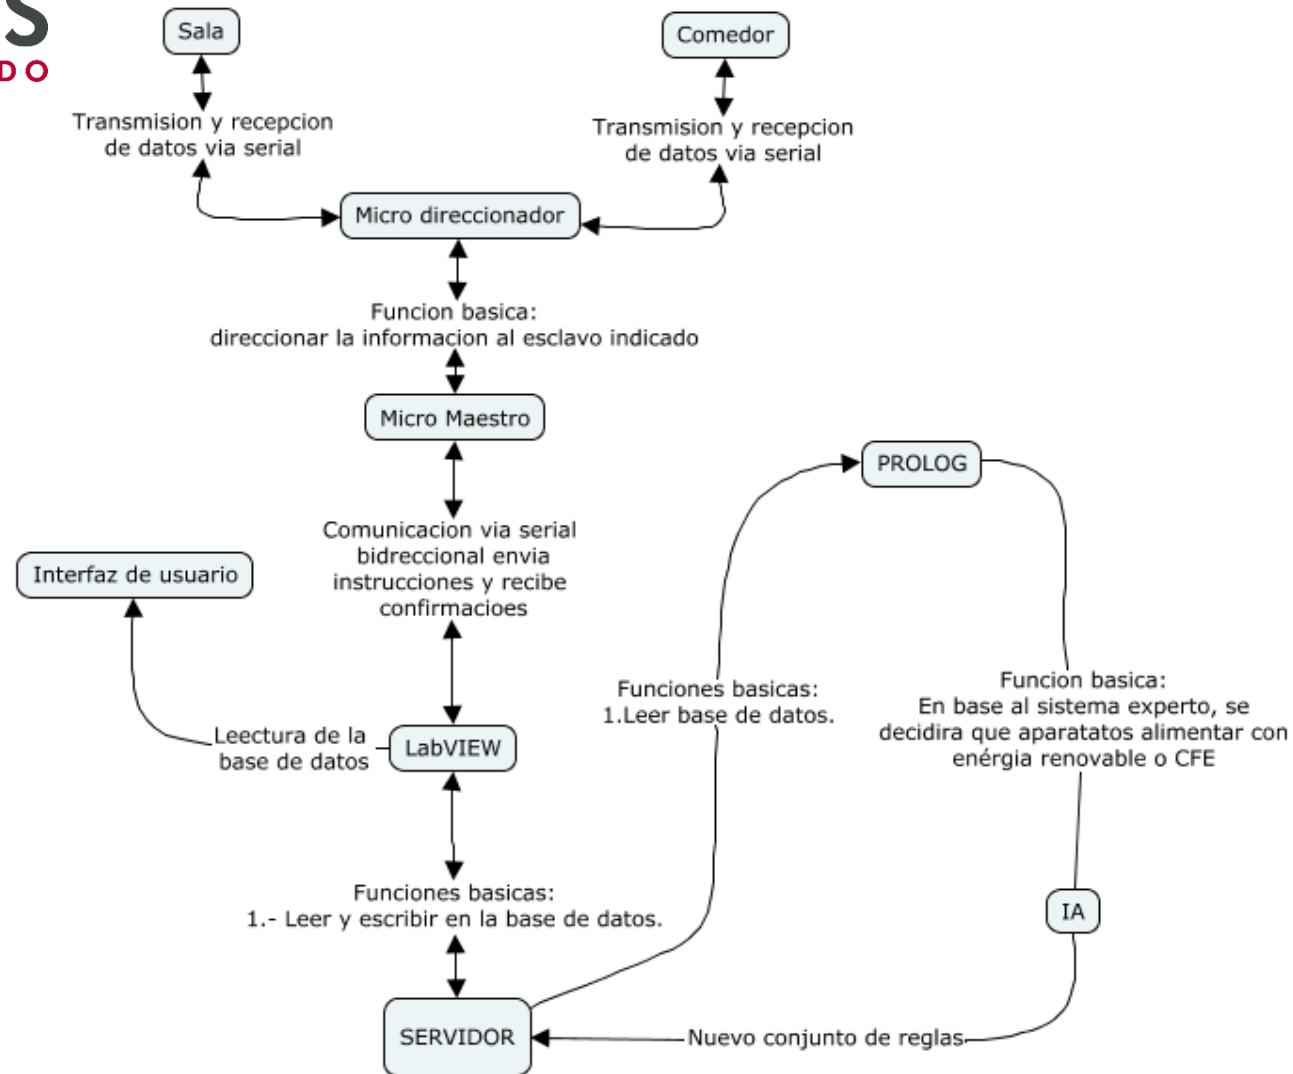 S
DO
Sala
Comedor
Transmision y recepcion
de datos via serial
Transmision y recepcion
de datos via serial
Micro direccionador
Funcion basica:
direccionar la informacion al esclavo indicado
Micro Maestro
PROLOG
Comunicacion via serial
bidreccional envia
instrucciones y recibe
confirmacioes
Interfaz de usuario
Funciones basicas:
1.Leer base de datos.
Funcion basica:
En base al sistema experto, se
decidira que aparatatos alimentar con
enérgia renovable o CFE
Leectura de la
base de datos
LabVIEW
Funciones basicas:
1.- Leer y escribir en la base de datos.
IA
SERVIDOR
Nuevo conjunto de reglas